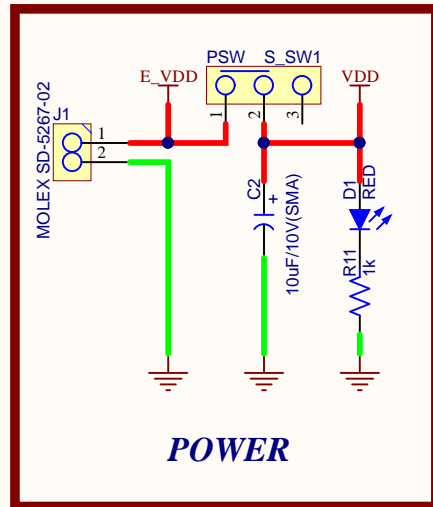 PSW
S_SW1
E_VDD
VDD
J1
1
2
1
2
3
MOLEX SD-5267-02
C2
+
10uF/10V(SMA)
D1
RED
R11
1k
POWER